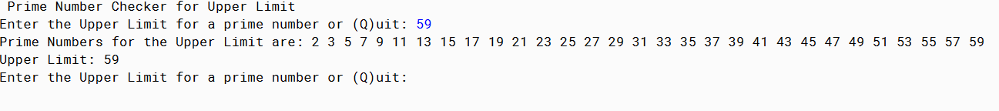 Prime Number Checker for Upper Limit
Enter the Upper Limit for a prime number or (Q)uit: 59
Prime Numbers for the Upper Limit are: 2 3 5 7 9 11 13 15 17 19 21 23 25 27 29 31 33 35 37 39 41 43 45 47 49 51 53 55 57 59
Upper Limit: 59
Enter the Upper Limit for a prime number or (Q)uit: